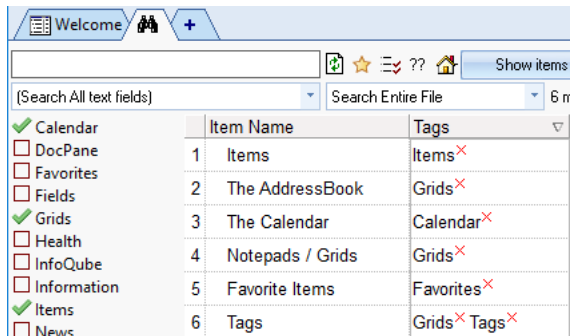 Welcome +
?? Show items
(Search All text fields) Search Entire File 6
Calendar
DocPane
Favorites
Fields
Grids
Health
InfoQube
Information
Items
News
Item Name Tags
1 Items Items
2 The AddressBook Grids
3 The Calendar Calendar
4 Notepads / Grids Grids
5 Favorite Items Favorites
6 Tags Grids Tags